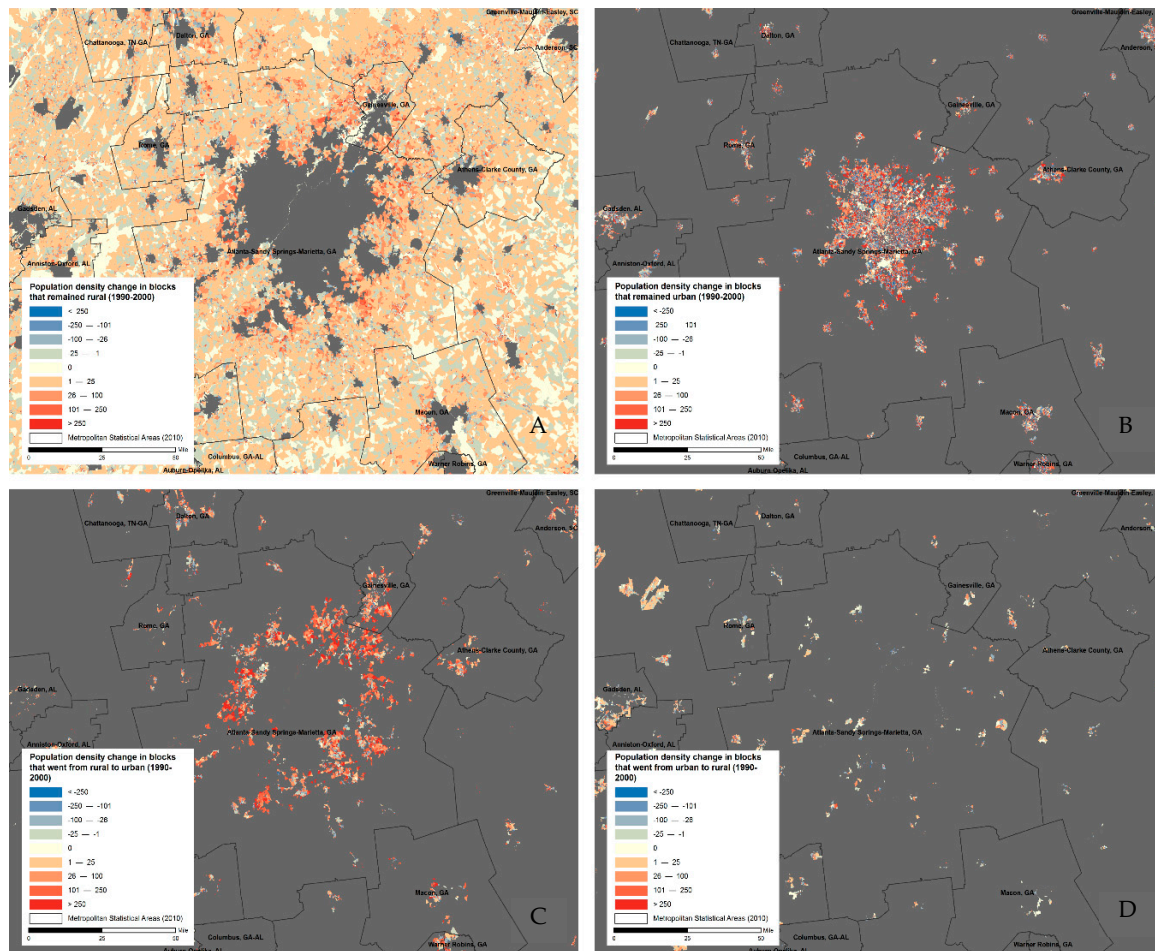 Greenville-Mauldin-Easley, SC
Chattanooga, TN-GA
Dalton, GA
Anderson, SC
Gainesville, GA
Rome, GA
Athens-Clarke County, GA
Gadsden, AL
Atlanta-Sandy Springs-Marietta, GA
Anniston-Oxford, AL
Population density change in blocks
that remained rural (1990-2000)
< 250
-250 — -101
-100 — -26
25 — 1
0
1 — 25
26 — 100
101 — 250
> 250
Metropolitan Statistical Areas (2010)
Mile
0 25 50
Macon, GA
A
Columbus, GA-AL
Warner Robins, GA
Auburn-Opelika, AL
Greenville-Mauldin-Easley, SC
Chattanooga, TN-GA
Dalton, GA
Anderson, SC
Gainesville, GA
Rome, GA
Athens-Clarke County, GA
Gadsden, AL
Atlanta-Sandy Springs-Marietta, GA
Anniston-Oxford, AL
Population density change in blocks
that remained urban (1990-2000)
< -250
250 101
-100 — -26
-25 — -1
0
1 — 25
26 — 100
101 — 250
> 250
Metropolitan Statistical Areas (2010)
Mile
0 25 50
Macon, GA
B
Columbus, GA-AL
Warner Robins, GA
Auburn-Opelika, AL
Greenville-Mauldin-Easley, SC
Chattanooga, TN-GA
Dalton, GA
Anderson, SC
Gainesville, GA
Rome, GA
Athens-Clarke County, GA
Gadsden, AL
Atlanta-Sandy Springs-Marietta, GA
Anniston-Oxford, AL
Population density change in blocks
that went from rural to urban (1990-
2000)
< -250
-250 — -101
-100 — -26
-25 — -1
0
1 — 25
26 — 100
101 — 250
> 250
Metropolitan Statistical Areas (2010)
Mile
0 25 50
Macon, GA
C
Columbus, GA-AL
Warner Robins, GA
Auburn-Opelika, AL
Greenville-Mauldin-Easley, SC
Chattanooga, TN-GA
Dalton, GA
Anderson, SC
Gainesville, GA
Rome, GA
Athens-Clarke County, GA
Gadsden, AL
Atlanta-Sandy Springs-Marietta, GA
Anniston-Oxford, AL
Population density change in blocks
that went from urban to rural (1990-
2000)
< -250
-250 — -101
-100 — -26
-25 — -1
0
1 — 25
26 — 100
101 — 250
> 250
Metropolitan Statistical Areas (2010)
Mile
0 25 50
Macon, GA
D
Columbus, GA-AL
Warner Robins, GA
Auburn-Opelika, AL